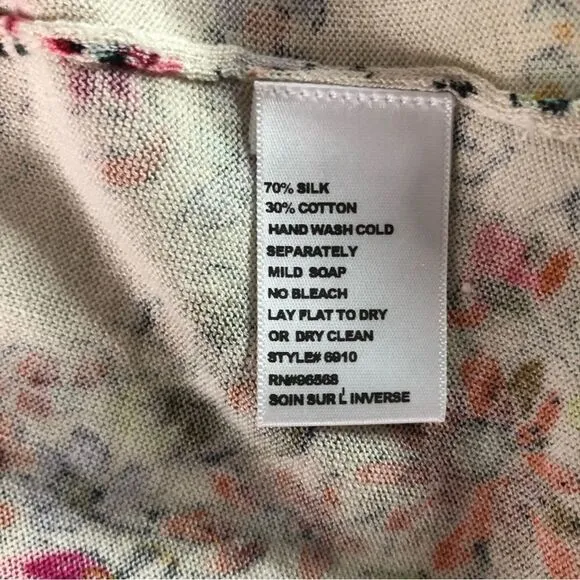 70% SILK
30% COTTON
HAND WASH COLD
SEPARATELY
MILD SOAP
NO BLEACH
LAY FLAT TO DRY
OR DRY CLEAN
STYLE# 6910
RN#96568
SOIN SUR L' INVERSE